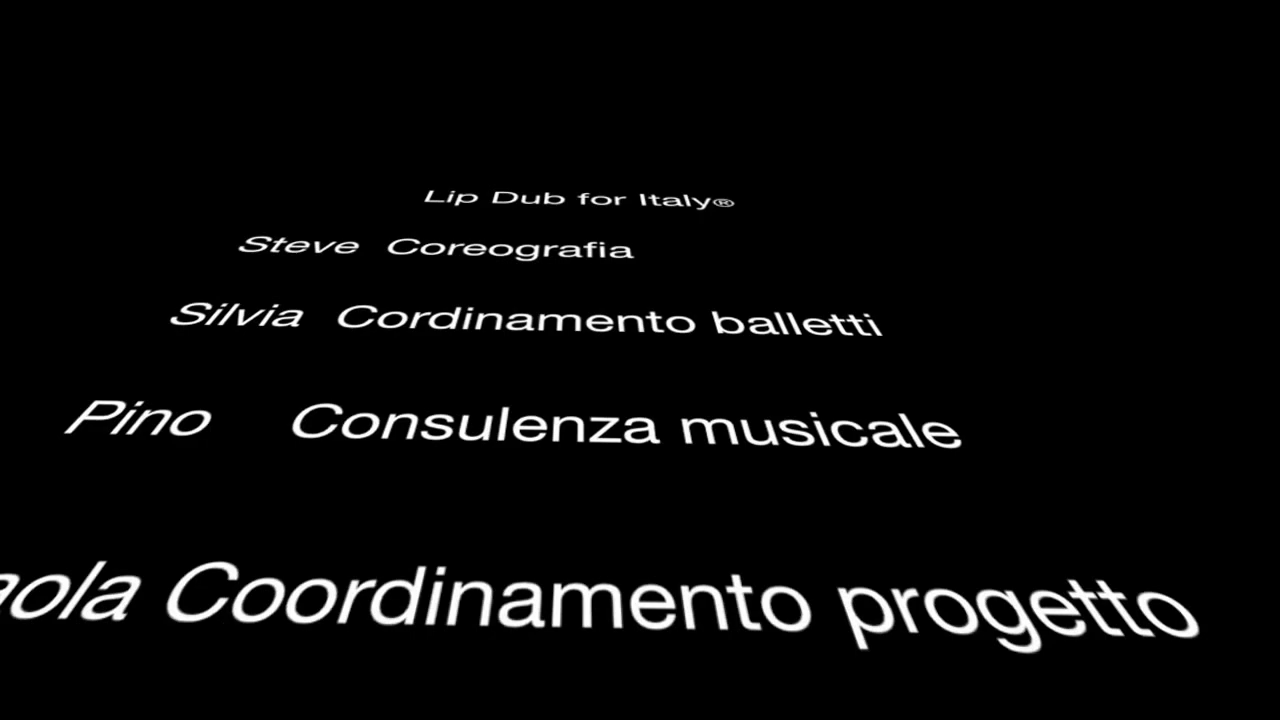 Lip Dub for Italy®
Steve Coreografia
Silvia Cordinamento balletti
Pino Consulenza musicale
Coordinamento progetto